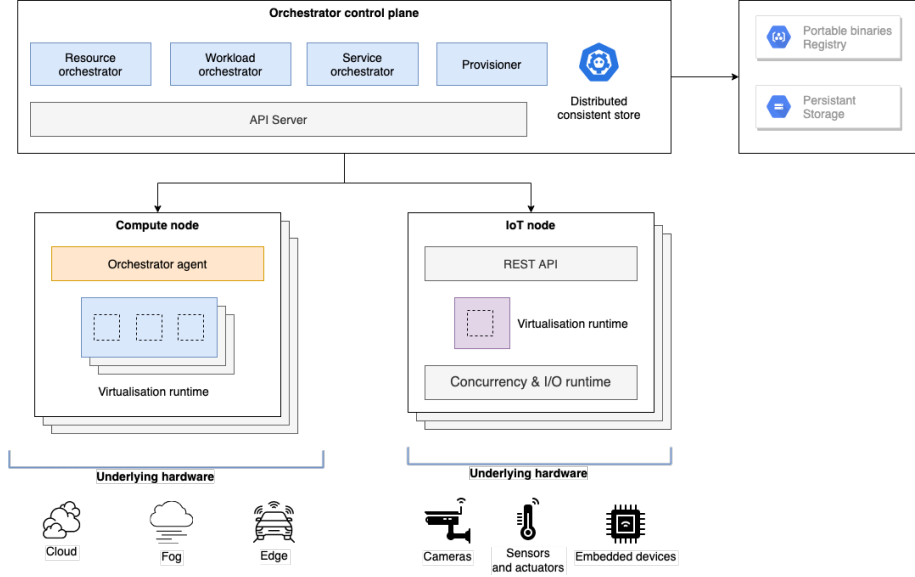 Orchestrator control plane
Resource
orchestrator
Workload
orchestrator
Service
orchestrator
Provisioner
Distributed
consistent store
API Server
Portable binaries
Registry
Persistant
Storage
Compute node
Orchestrator agent
Virtualisation runtime
IoT node
REST API
Virtualisation runtime
Concurrency & I/O runtime
Underlying hardware
Cloud
Fog
Edge
Underlying hardware
Cameras
Sensors
and actuators
Embedded devices